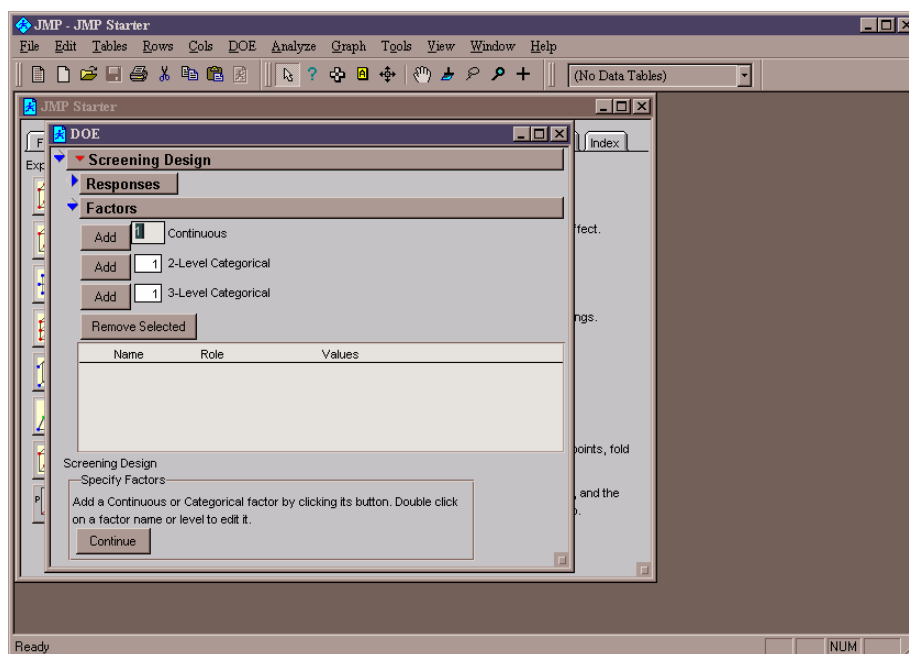 JMP - JMP Starter
File Edit Tables Rows Cols DOE Analyze Graph Tools View Window Help
(No Data Tables)
JMP Starter
F
Index
DOE
Exp
Screening Design
Responses
Factors
Add 1 Continuous
ffect.
Add 1 2-Level Categorical
Add 1 3-Level Categorical
ngs.
Remove Selected
Name Role Values
points, fold
Screening Design
Specify Factors
, and the
Add a Continuous or Categorical factor by clicking its button. Double click
on a factor name or level to edit it.
Continue
Ready NUM